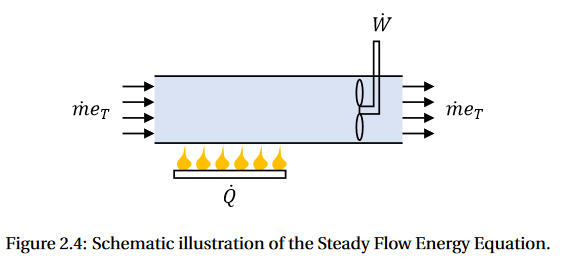 Ẇ
ṁe_T
ṁe_T
Q̇
Figure 2.4: Schematic illustration of the Steady Flow Energy Equation.